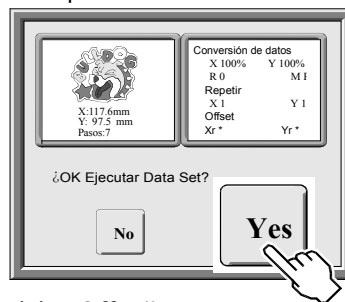 BULLDOG
X:117.6mm
Y: 97.5 mm
Pasos:7
Conversión de datos
X 100% Y 100%
R 0 M F
Repetir
X 1 Y 1
Offset
Xr * Yr *
¿OK Ejecutar Data Set?
No
Yes